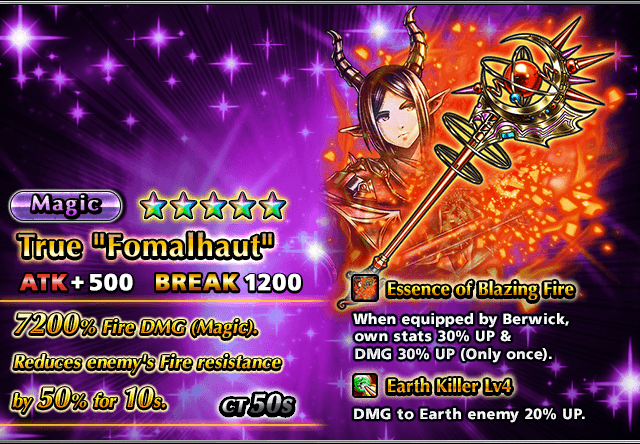 Magic
True "Fomalhaut"
ATK+500 BREAK 1200
7200% Fire DMG (Magic).
Reduces enemy's Fire resistance
by 50% for 10s.
CT 50s
Essence of Blazing Fire
When equipped by Berwick,
own stats 30% UP &
DMG 30% UP (Only once).
Earth Killer Lv4
DMG to Earth enemy 20% UP.